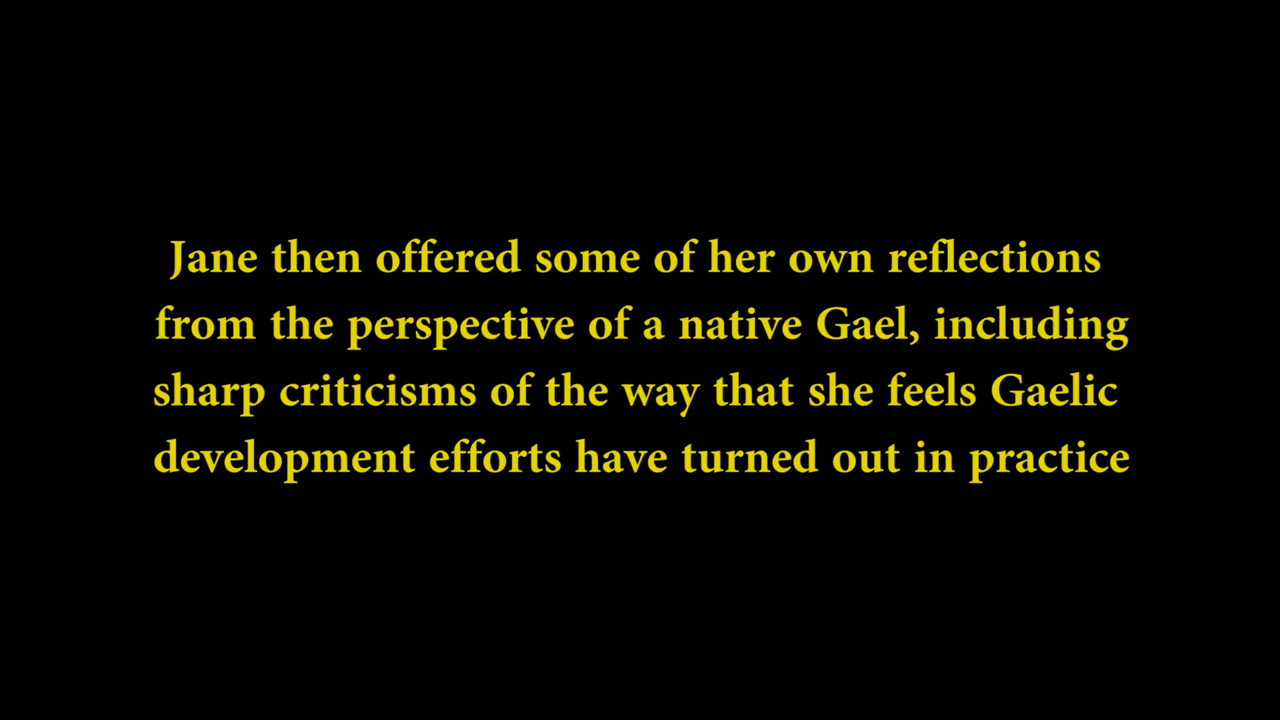 Jane then offered some of her own reflections
from the perspective of a native Gael, including
sharp criticisms of the way that she feels Gaelic
development efforts have turned out in practice